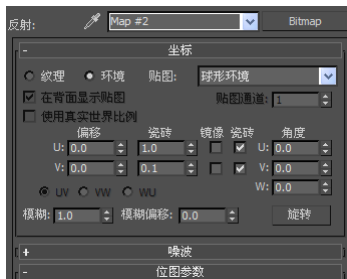 反射: Map #2 Bitmap
- 坐标
纹理 环境 贴图: 球形环境
在背面显示贴图 贴图通道: 1
使用真实世界比例
偏移 瓷砖 镜像 瓷砖 角度
U: 0.0 1.0 U: 0.0
V: 0.0 0.1 V: 0.0
W: 0.0
UV VW WU
模糊: 1.0 模糊偏移: 0.0 旋转
+ 噪波
- 位图参数